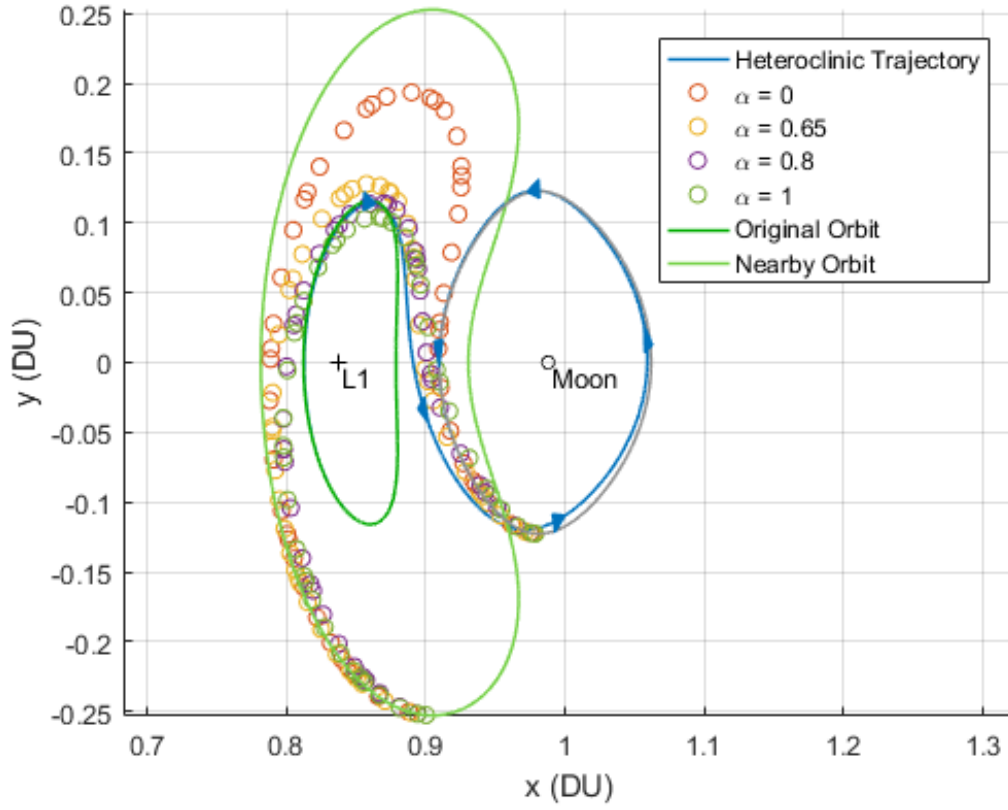 0.25
0.2
0.15
0.1
0.05
0
-0.05
-0.1
-0.15
-0.2
-0.25
y (DU)
Heteroclinic Trajectory
α = 0
α = 0.65
α = 0.8
α = 1
Original Orbit
Nearby Orbit
L1
Moon
0.7 0.8 0.9 1 1.1 1.2 1.3
x (DU)